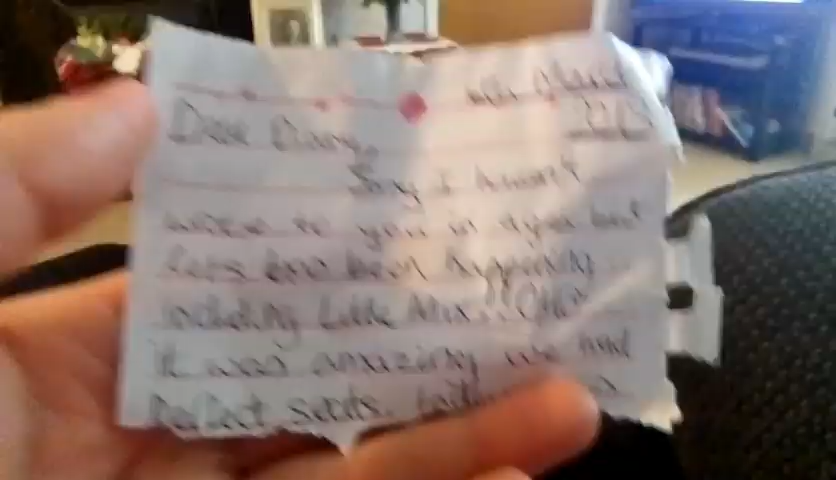 Dear Diary,
Sorry I haven't
wrote to you in ages but
lots have been happening
including Little Mix!! OMG
it was amazing we had
perfect seats.